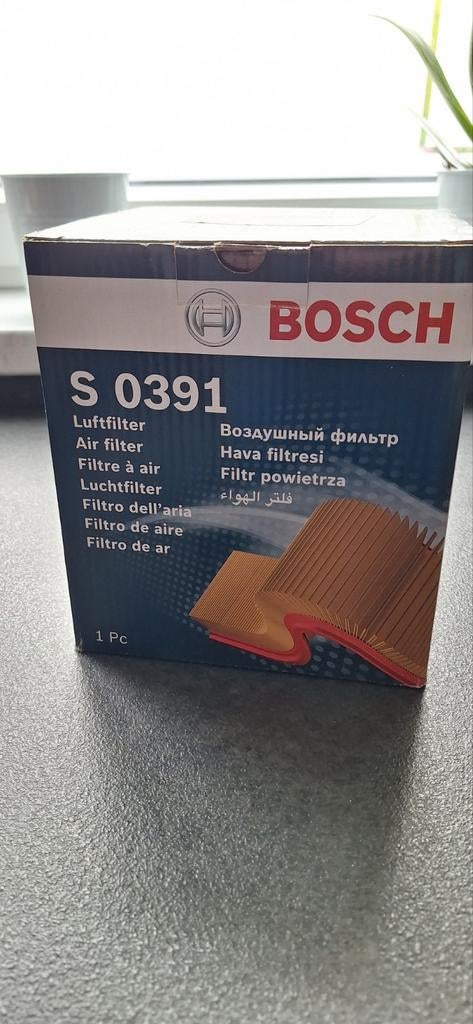 BOSCH
S 0391
Luftfilter
Air filter
Filtre à air
Luchtfilter
Filtro dell'aria
Filtro de aire
Filtro de ar
Воздушный фильтр
Hava filtresi
Filtr powietrza
فلتر الهواء
1 Pc